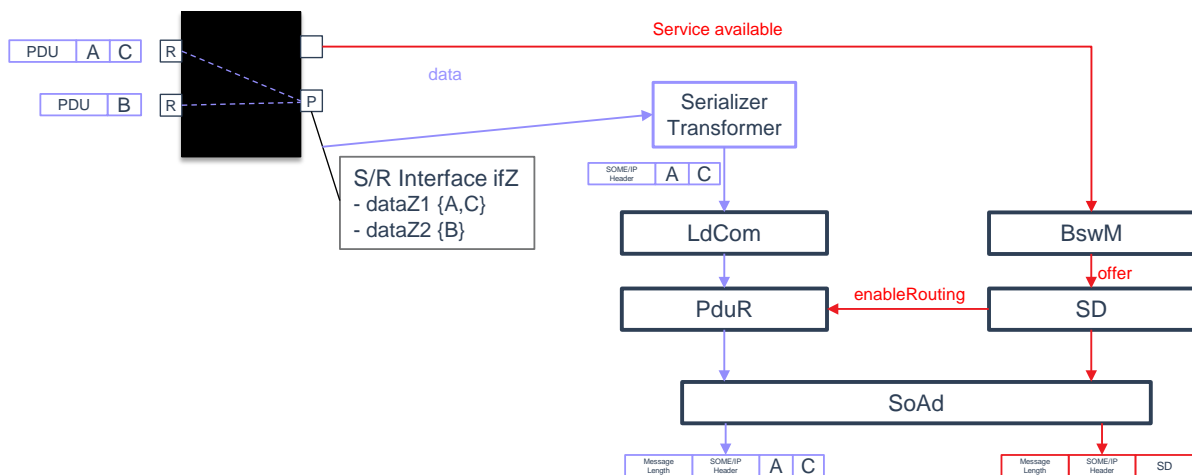 Service available
PDU A C R
data
PDU B R P
Serializer
Transformer
S/R Interface ifZ
- dataZ1 {A,C}
- dataZ2 {B}
SOME/IP
Header A C
LdCom BswM
offer
enableRouting
PduR SD
SoAd
Message
Length SOME/IP
Header A C
Message
Length SOME/IP
Header SD